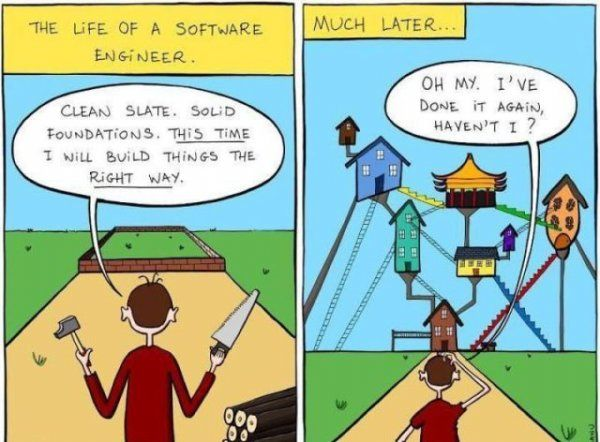 THE LIFE OF A SOFTWARE
ENGINEER.
CLEAN SLATE. SOLID
FOUNDATIONS. THIS TIME
I WILL BUILD THINGS THE
RIGHT WAY.
MUCH LATER...
OH MY. I'VE
DONE IT AGAIN,
HAVEN'T I ?